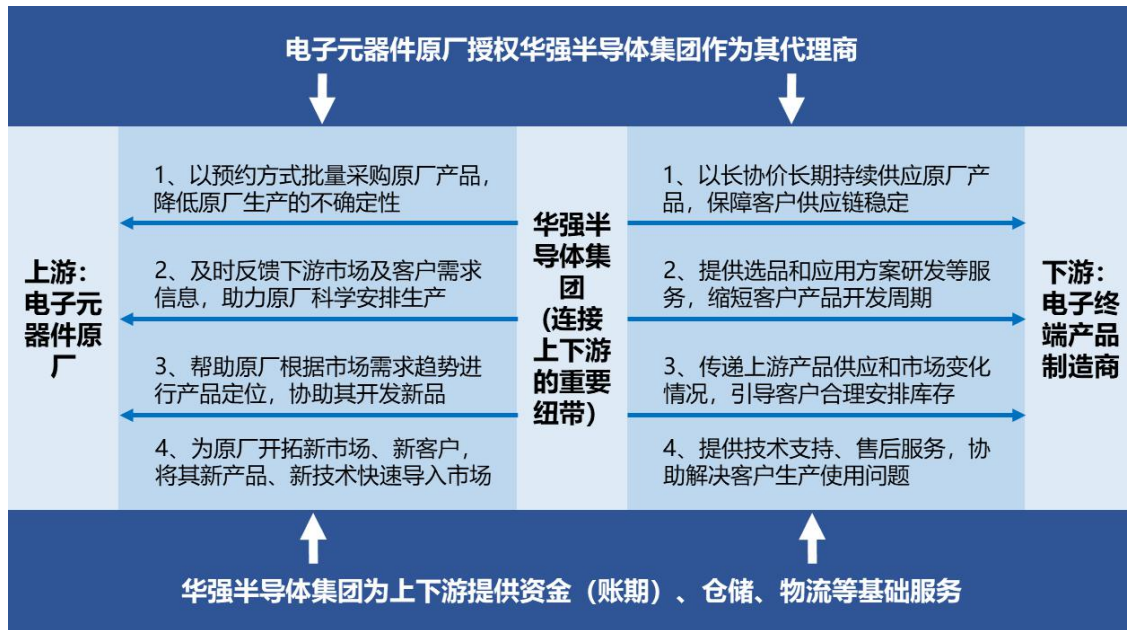 电子元器件原厂授权华强半导体集团作为其代理商
上游：
电子元
器件原
厂
1、以预约方式批量采购原厂产品，
降低原厂生产的不确定性
2、及时反馈下游市场及客户需求
信息，助力原厂科学安排生产
3、帮助原厂根据市场需求趋势进
行产品定位，协助其开发新品
4、为原厂开拓新市场、新客户，
将其新产品、新技术快速导入市场
华强半
导体集
团
(连接
上下游
的重要
纽带）
1、以长协价长期持续供应原厂产
品，保障客户供应链稳定
2、提供选品和应用方案研发等服
务，缩短客户产品开发周期
3、传递上游产品供应和市场变化
情况，引导客户合理安排库存
4、提供技术支持、售后服务，协
助解决客户生产使用问题
下游：
电子终
端产品
制造商
华强半导体集团为上下游提供资金（账期）、仓储、物流等基础服务